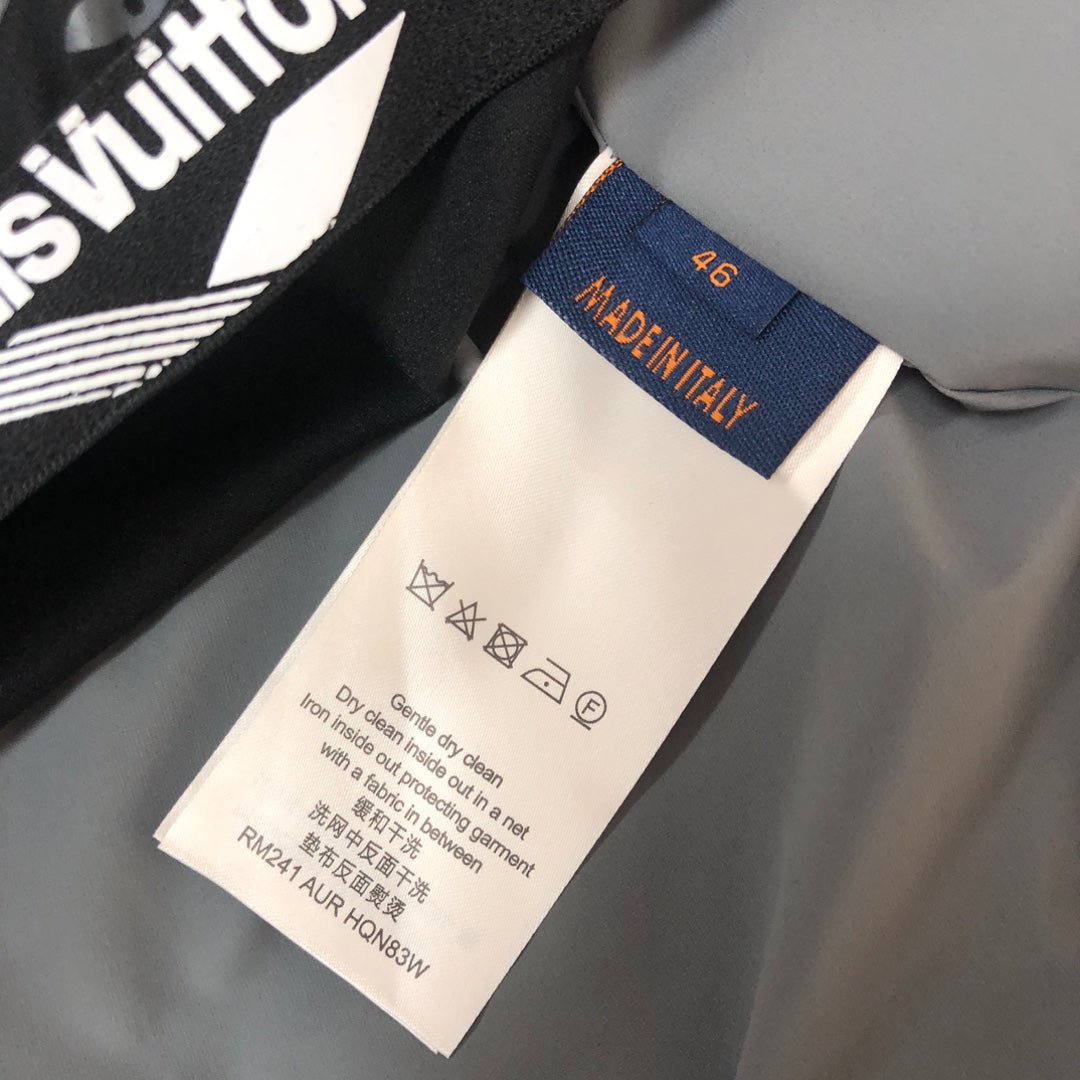 uisVuitton
46
MADE IN ITALY
F
Gentle dry clean
Dry clean inside out in a net
Iron inside out protecting garment
with a fabric in between
缓和干洗
洗网中反面干洗
垫布反面熨烫
RM241 AUR HQN83W